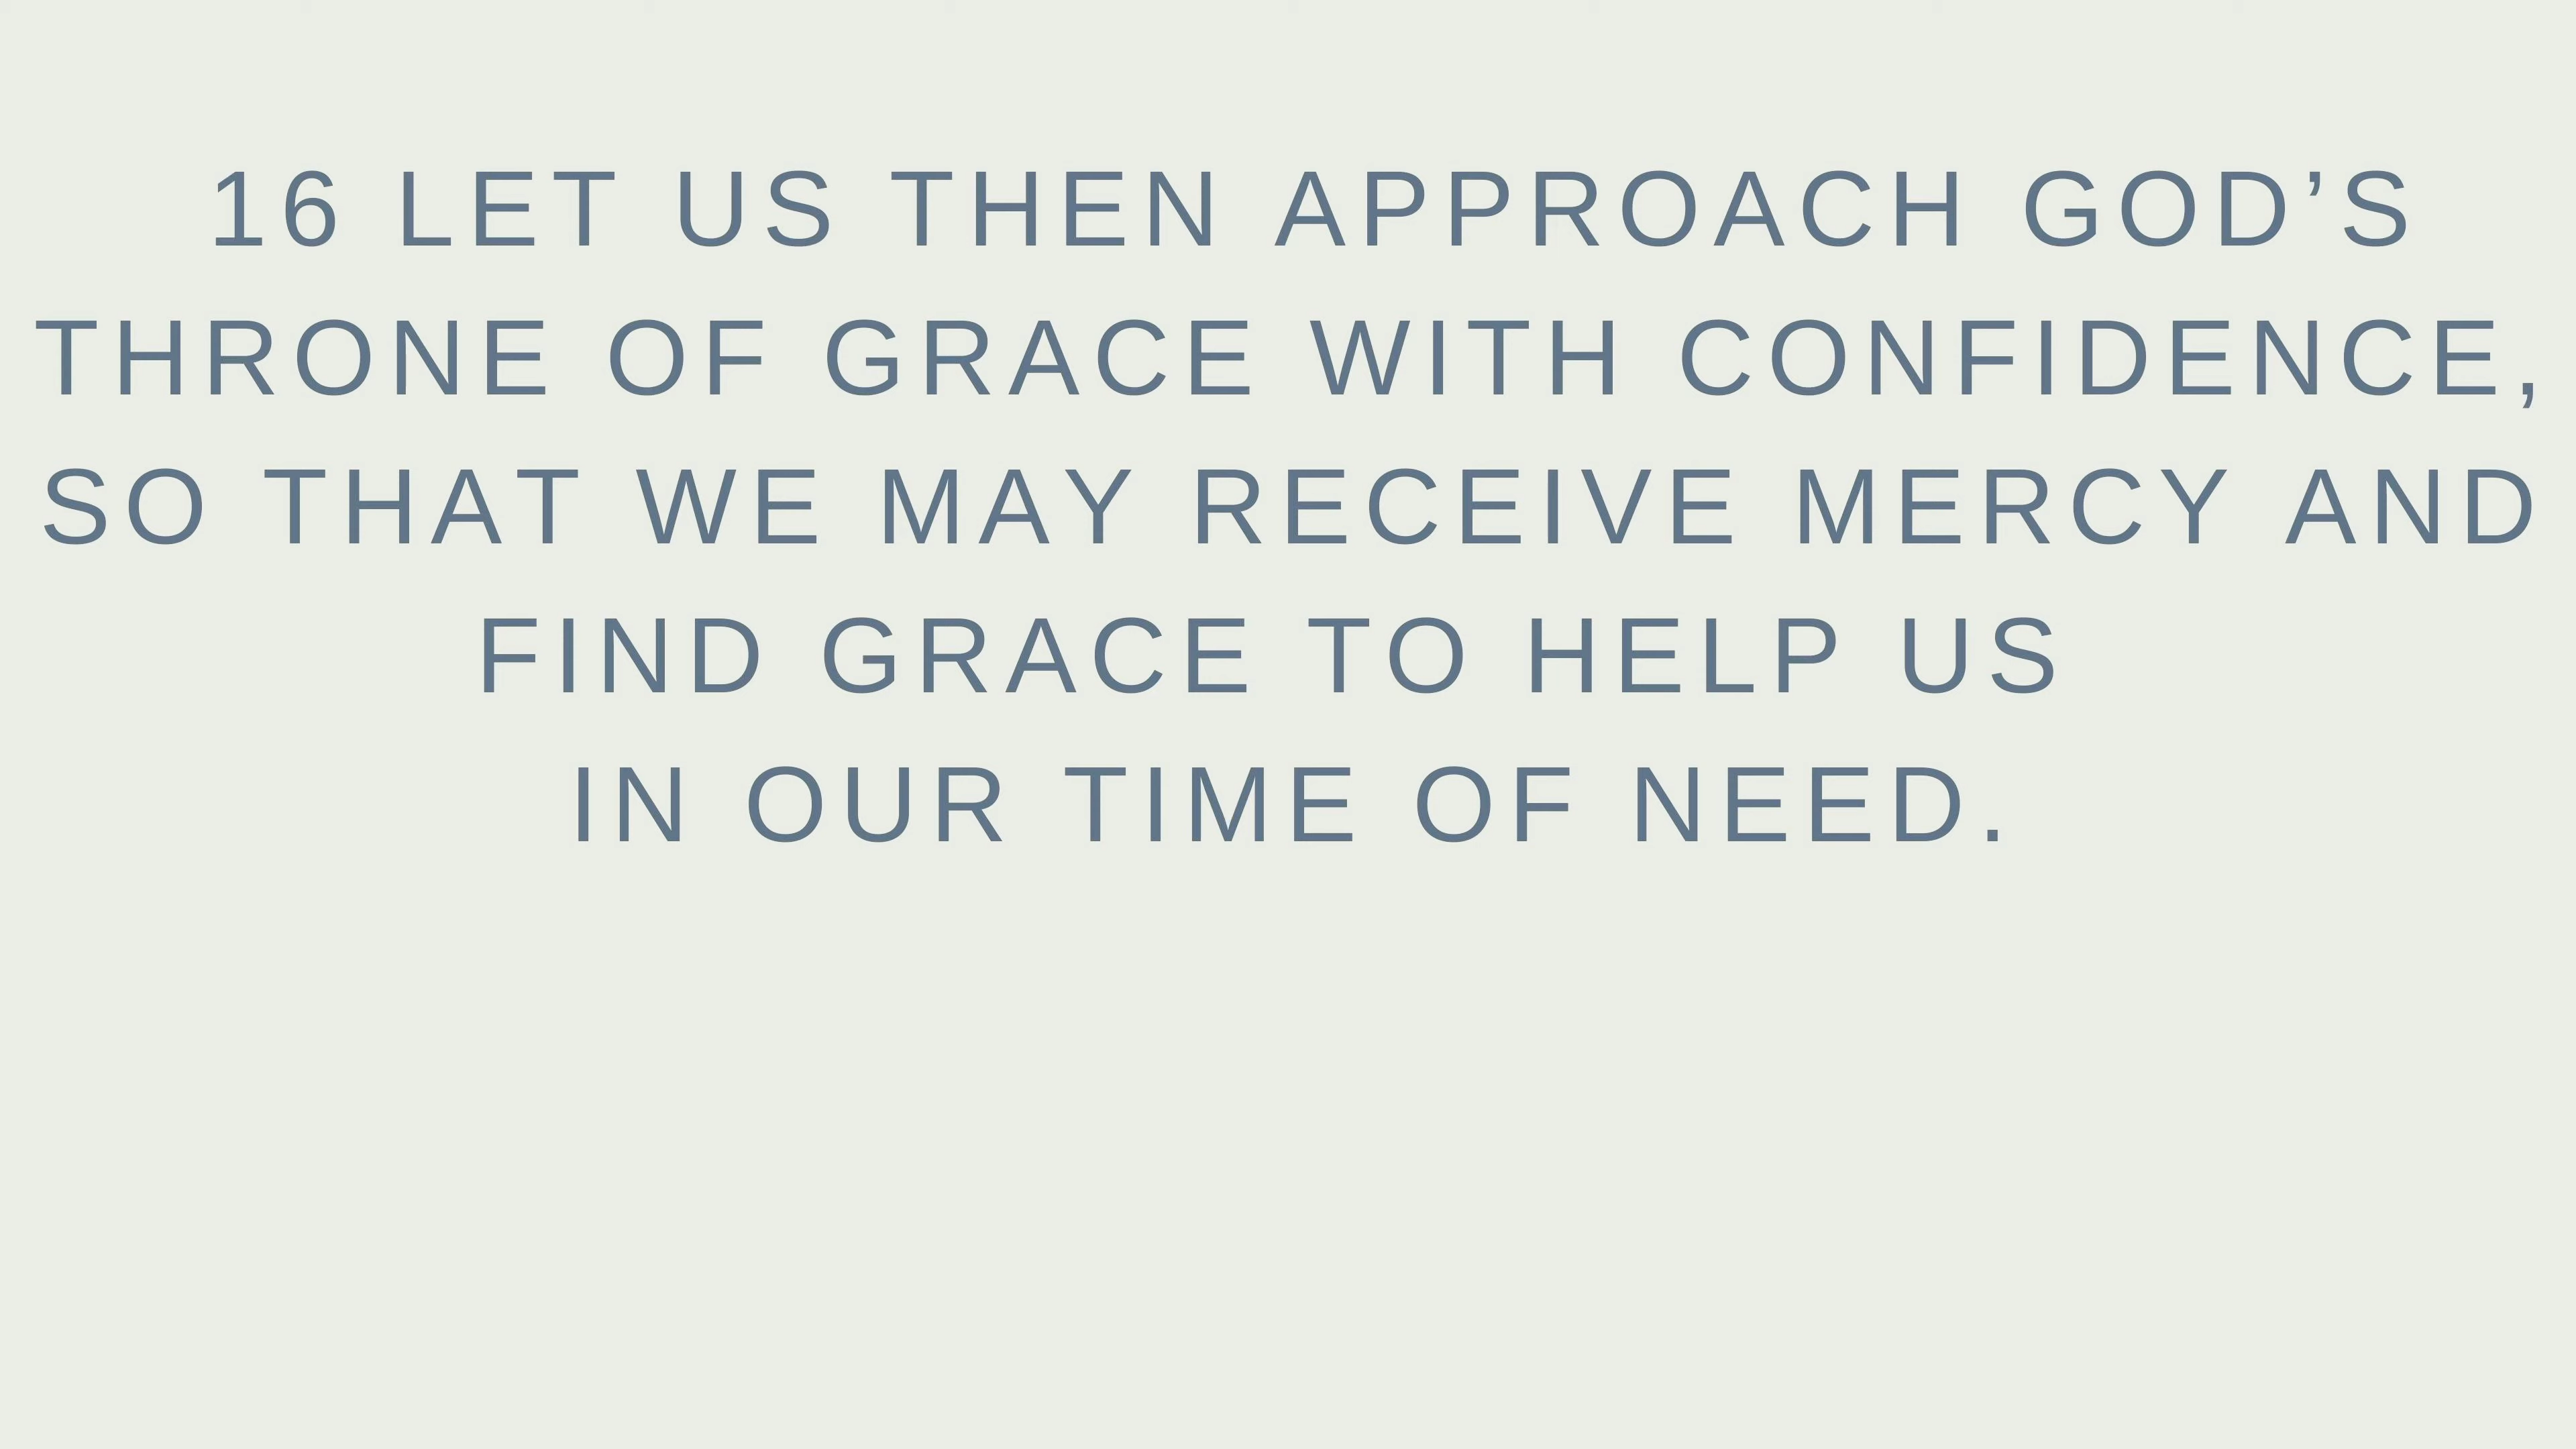 16 LET US THEN APPROACH GOD’S
THRONE OF GRACE WITH CONFIDENCE,
SO THAT WE MAY RECEIVE MERCY AND
FIND GRACE TO HELP US
IN OUR TIME OF NEED.